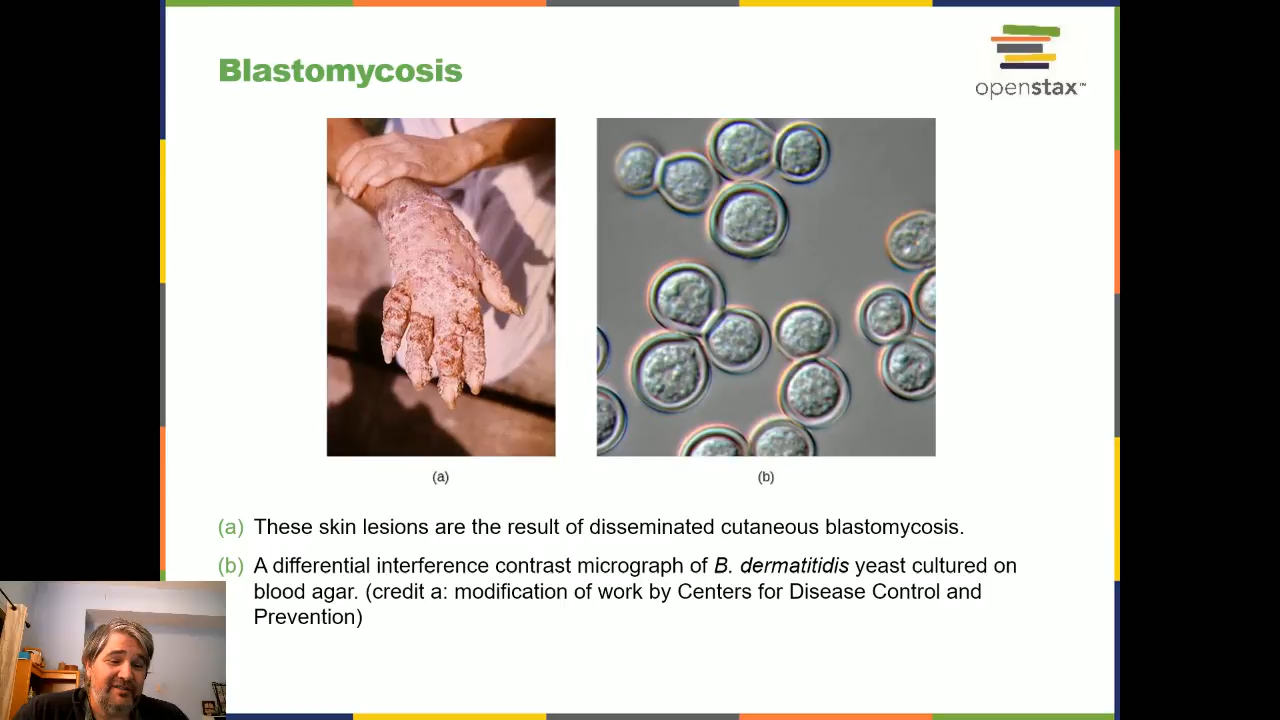 Blastomycosis
openstax™
(a)
(b)
(a) These skin lesions are the result of disseminated cutaneous blastomycosis.
(b) A differential interference contrast micrograph of B. dermatitidis yeast cultured on
blood agar. (credit a: modification of work by Centers for Disease Control and
Prevention)